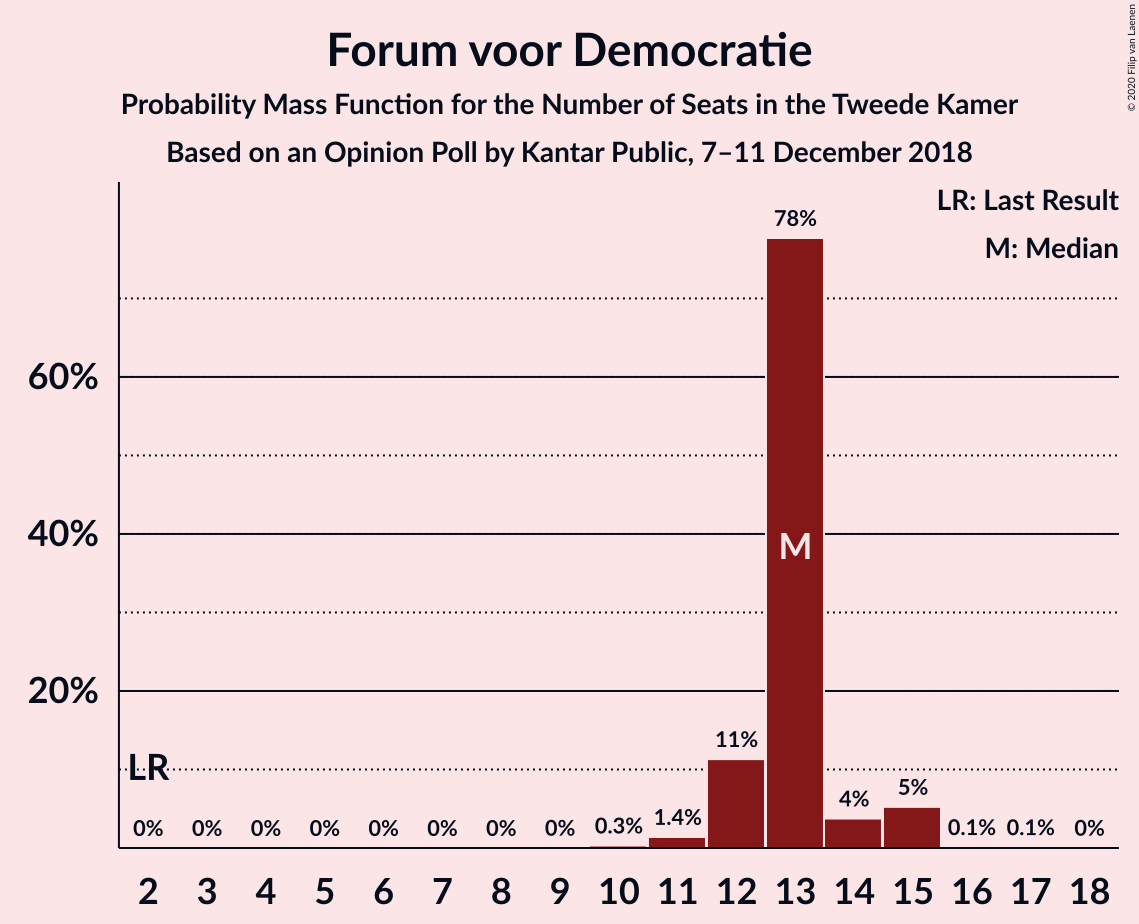 Forum voor Democratie
Probability Mass Function for the Number of Seats in the Tweede Kamer
Based on an Opinion Poll by Kantar Public, 7–11 December 2018
© 2020 Filip van Laenen
LR: Last Result
M: Median
78%
60%
40%
M
20%
11%
LR
5%
4%
1.4%
0% 0% 0% 0% 0% 0% 0% 0% 0.3% 0.1% 0.1% 0%
2 3 4 5 6 7 8 9 10 11 12 13 14 15 16 17 18